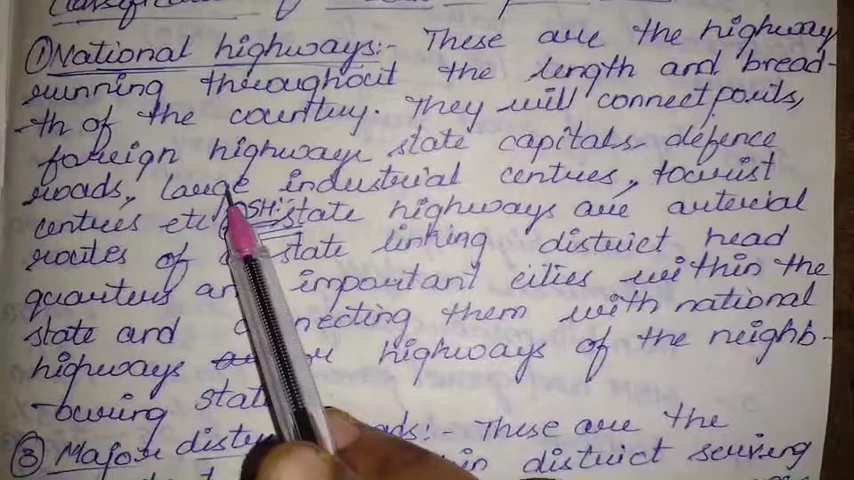 Classification of
① National highways:- These are the highway
running throughout the length and bread-
-th of the country. They will connect ports,
foreign highways state capitals defence
roads, large industrial centres, tourist
centres etc. SH:- state highways are arterial
routes of state linking district head
quarters and important cities within the
state and connecting them with national
highways or highways of the neighb-
-ouring state
③ Major district roads:- These are the
in district serving